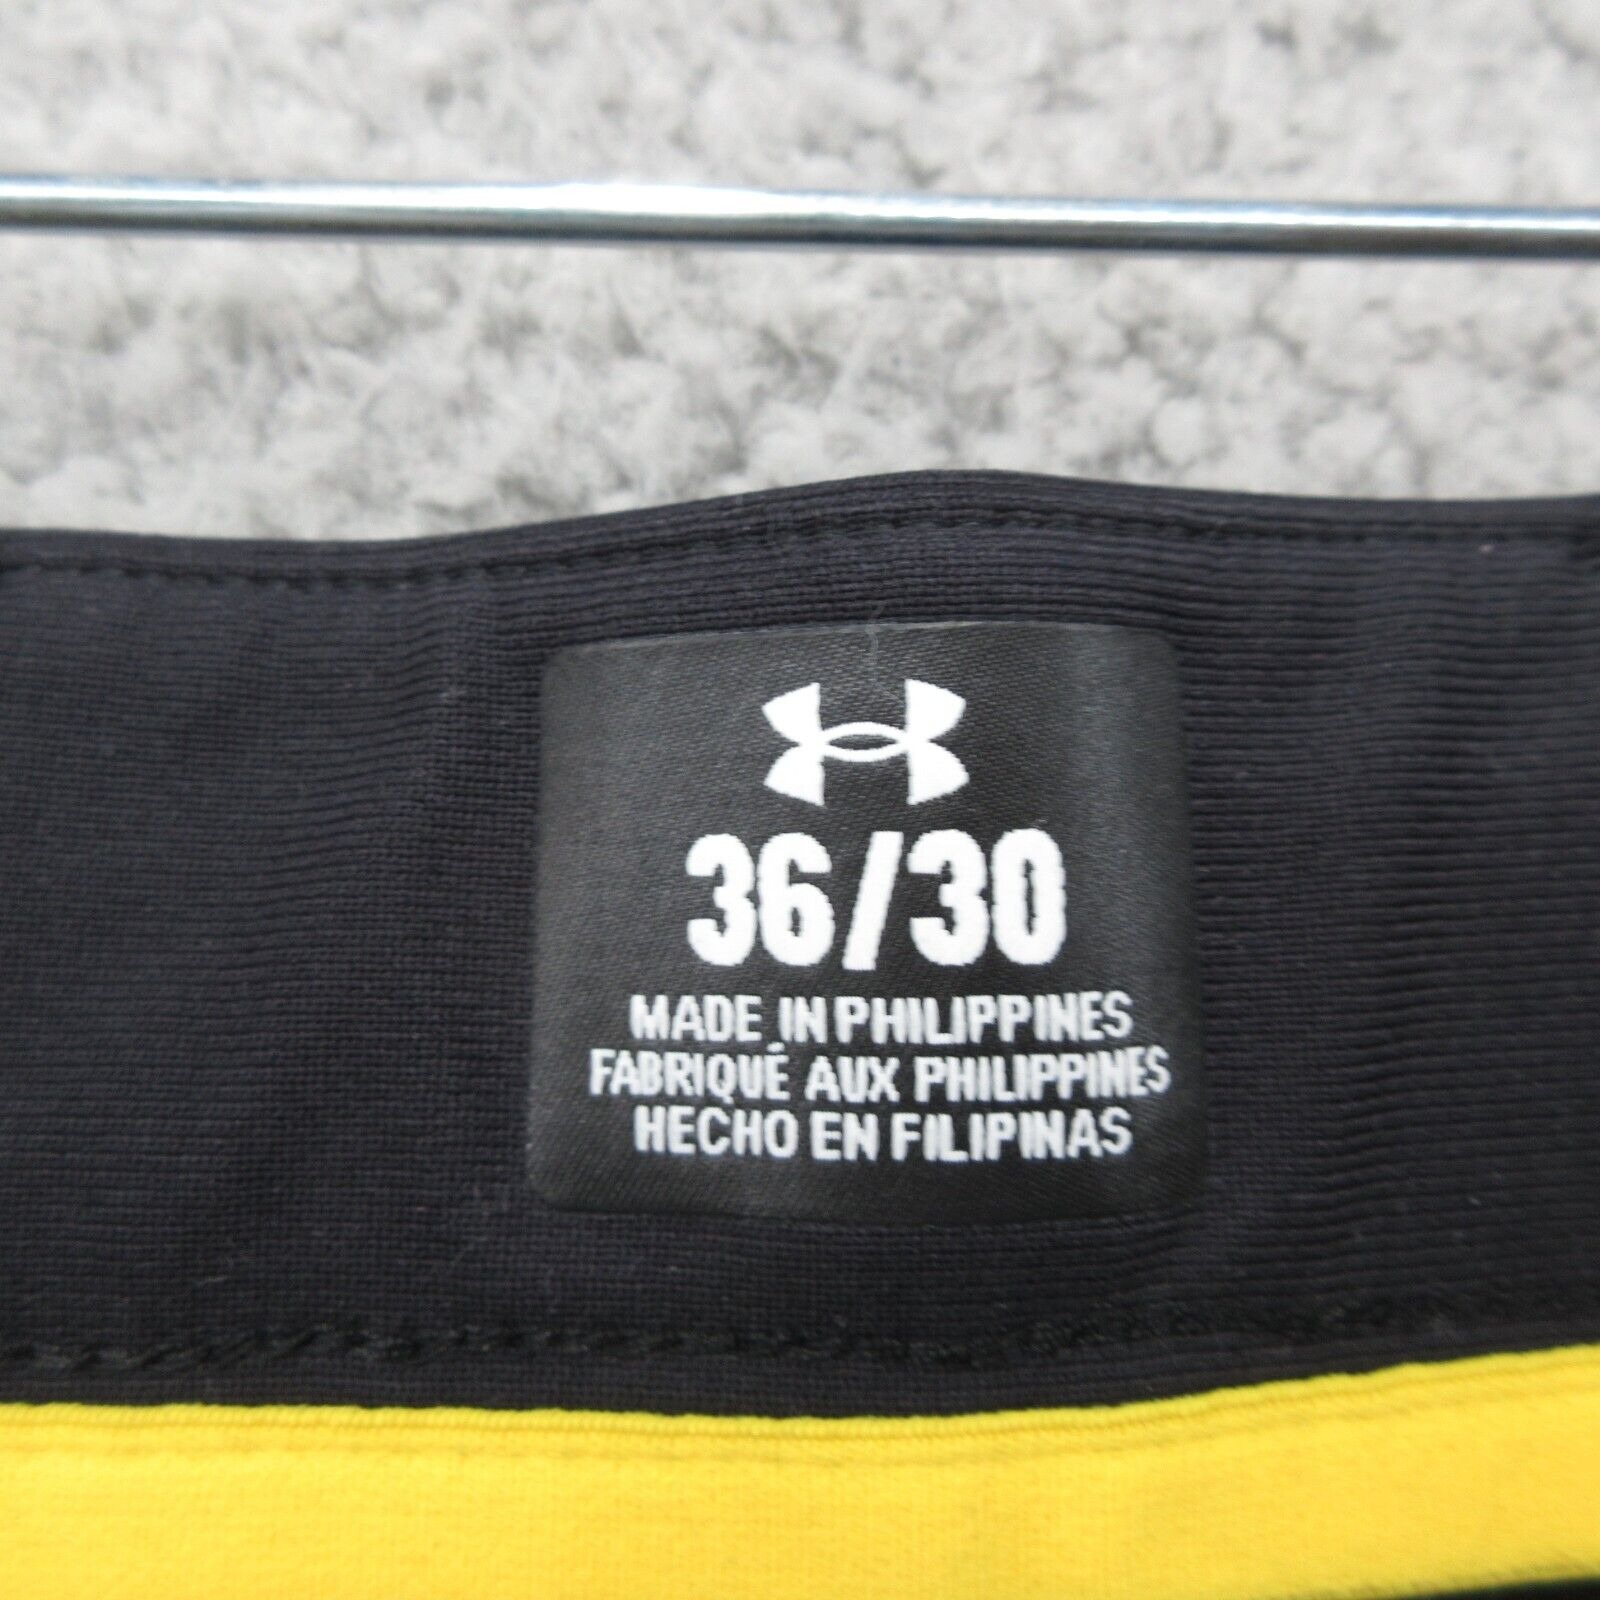 36/30
MADE IN PHILIPPINES
FABRIQUÉ AUX PHILIPPINES
HECHO EN FILIPINAS